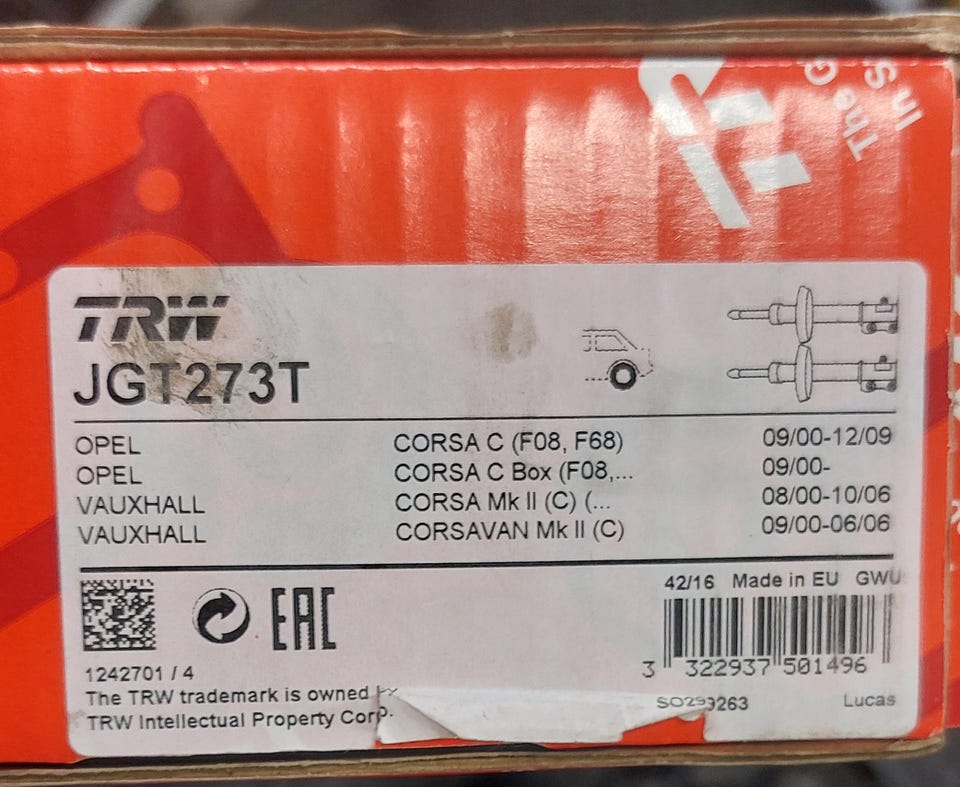 The G
In S
TRW
JGT273T
OPEL CORSA C (F08, F68) 09/00-12/09
OPEL CORSA C Box (F08,... 09/00-
VAUXHALL CORSA Mk II (C) (... 08/00-10/06
VAUXHALL CORSAVAN Mk II (C) 09/00-06/06
42/16 Made in EU GWU
EAC
3 322937 501496
1242701 / 4
The TRW trademark is owned
TRW Intellectual Property Corp.
Lucas